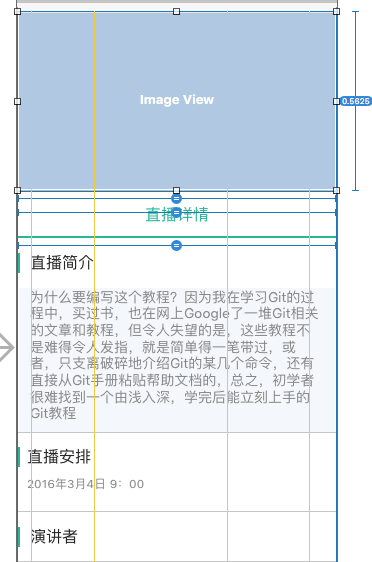 Image View
0.5625
直播详情
直播简介
为什么要编写这个教程？因为我在学习Git的过
程中，买过书，也在网上Google了一堆Git相关
的文章和教程，但令人失望的是，这些教程不
是难得令人发指，就是简单得一笔带过，或
者，只支离破碎地介绍Git的某几个命令，还有
直接从Git手册粘贴帮助文档的，总之，初学者
很难找到一个由浅入深，学完后能立刻上手的
Git教程
直播安排
2016年3月4日 9：00
演讲者